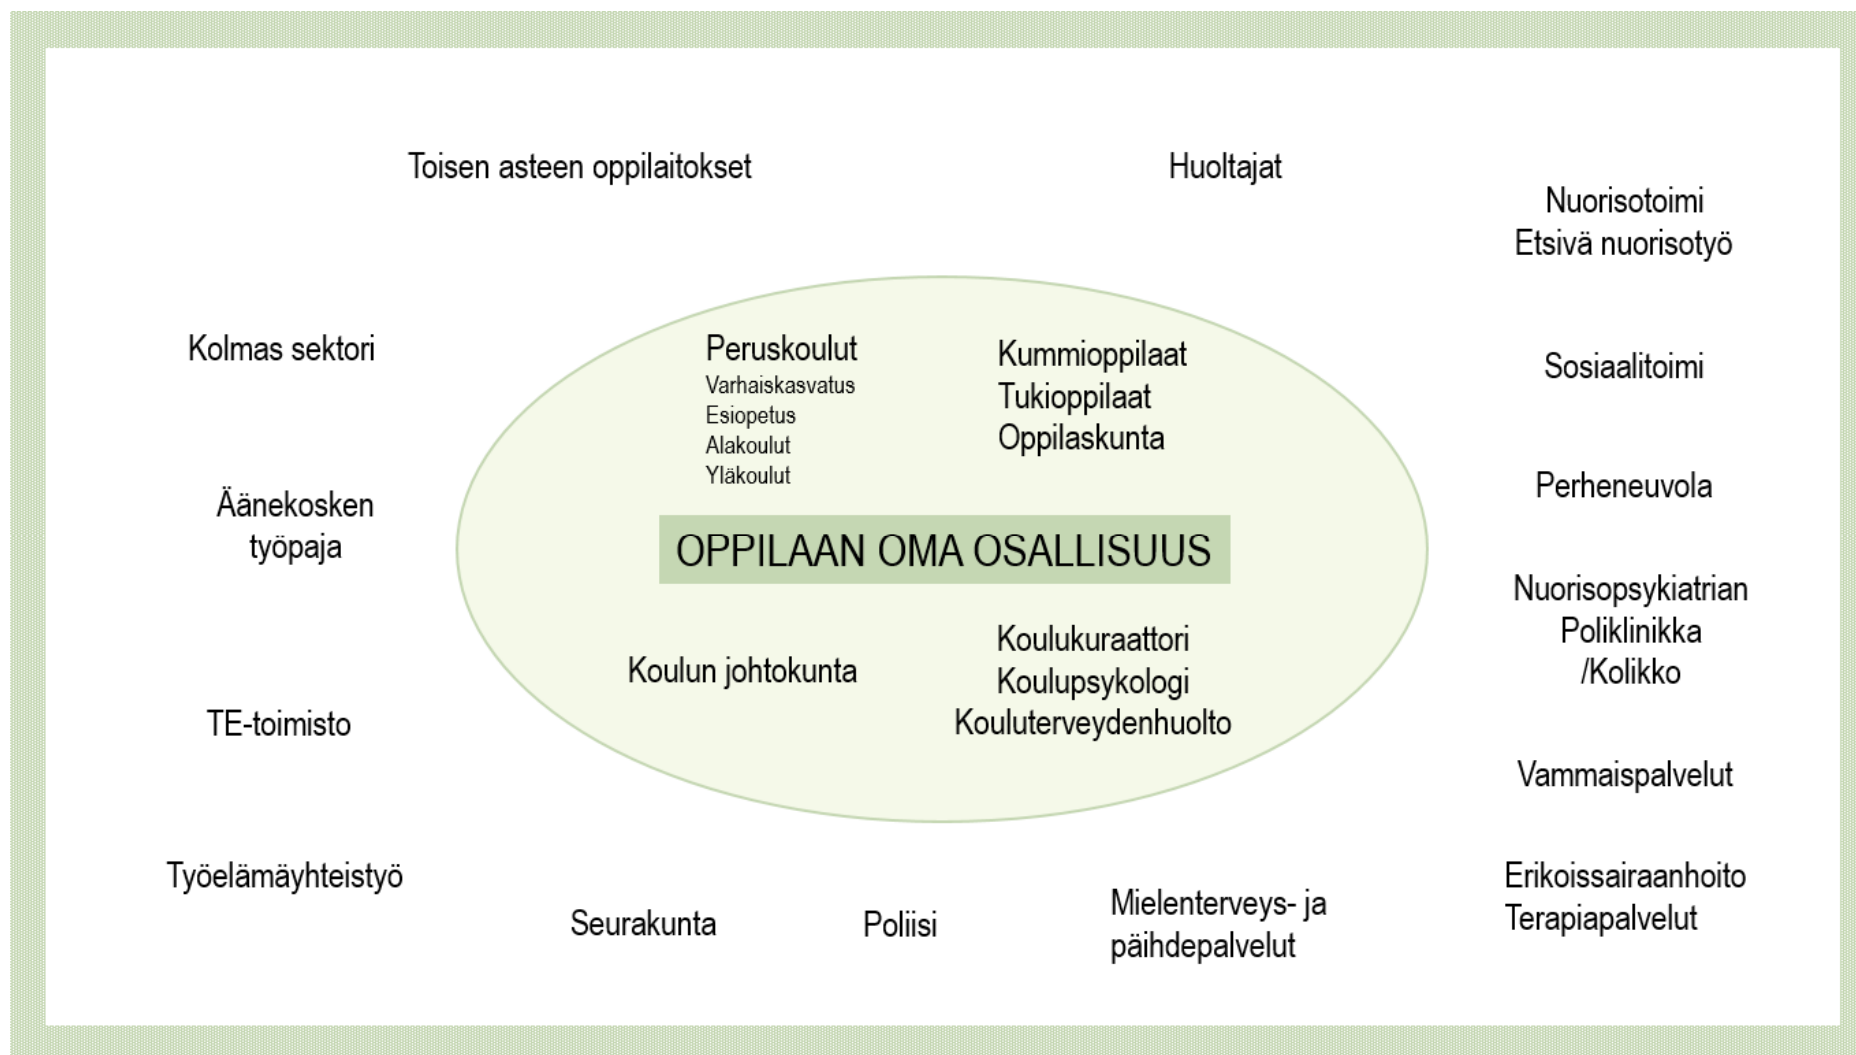 Toisen asteen oppilaitokset
Huoltajat
Nuorisotoimi
Etsivä nuorisotyö
Kolmas sektori
Peruskoulut
Varhaiskasvatus
Esiopetus
Alakoulut
Yläkoulut
Kummioppilaat
Tukioppilaat
Oppilaskunta
Sosiaalitoimi
Äänekosken
työpaja
Perheneuvola
OPPILAAN OMA OSALLISUUS
Nuorisopsykiatrian
Poliklinikka
/Kolikko
Koulun johtokunta
Koulukuraattori
Koulupsykologi
Kouluterveydenhuolto
TE-toimisto
Vammaispalvelut
Työelämäyhteistyö
Seurakunta
Poliisi
Mielenterveys- ja
päihdepalvelut
Erikoissairaanhoito
Terapiapalvelut